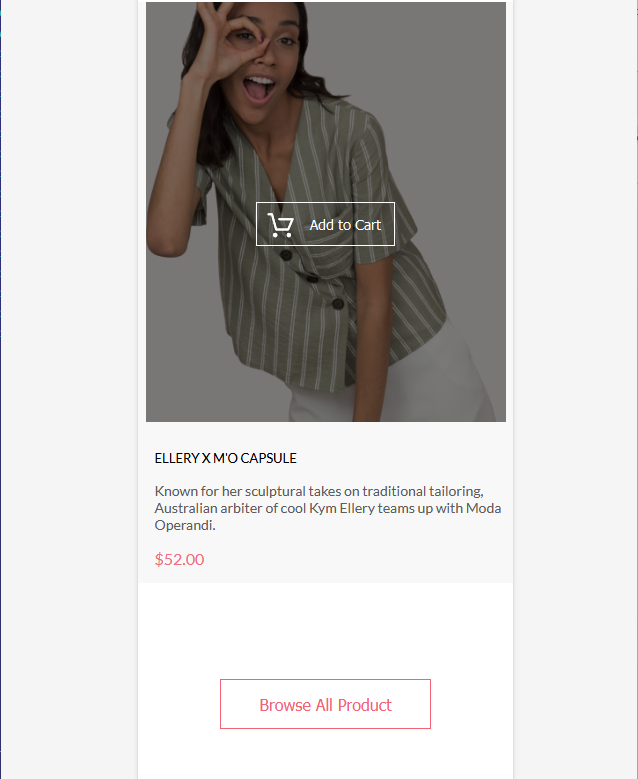 Add to Cart
ELLERY X M'O CAPSULE
Known for her sculptural takes on traditional tailoring,
Australian arbiter of cool Kym Ellery teams up with Moda
Operandi.
$52.00
Browse All Product